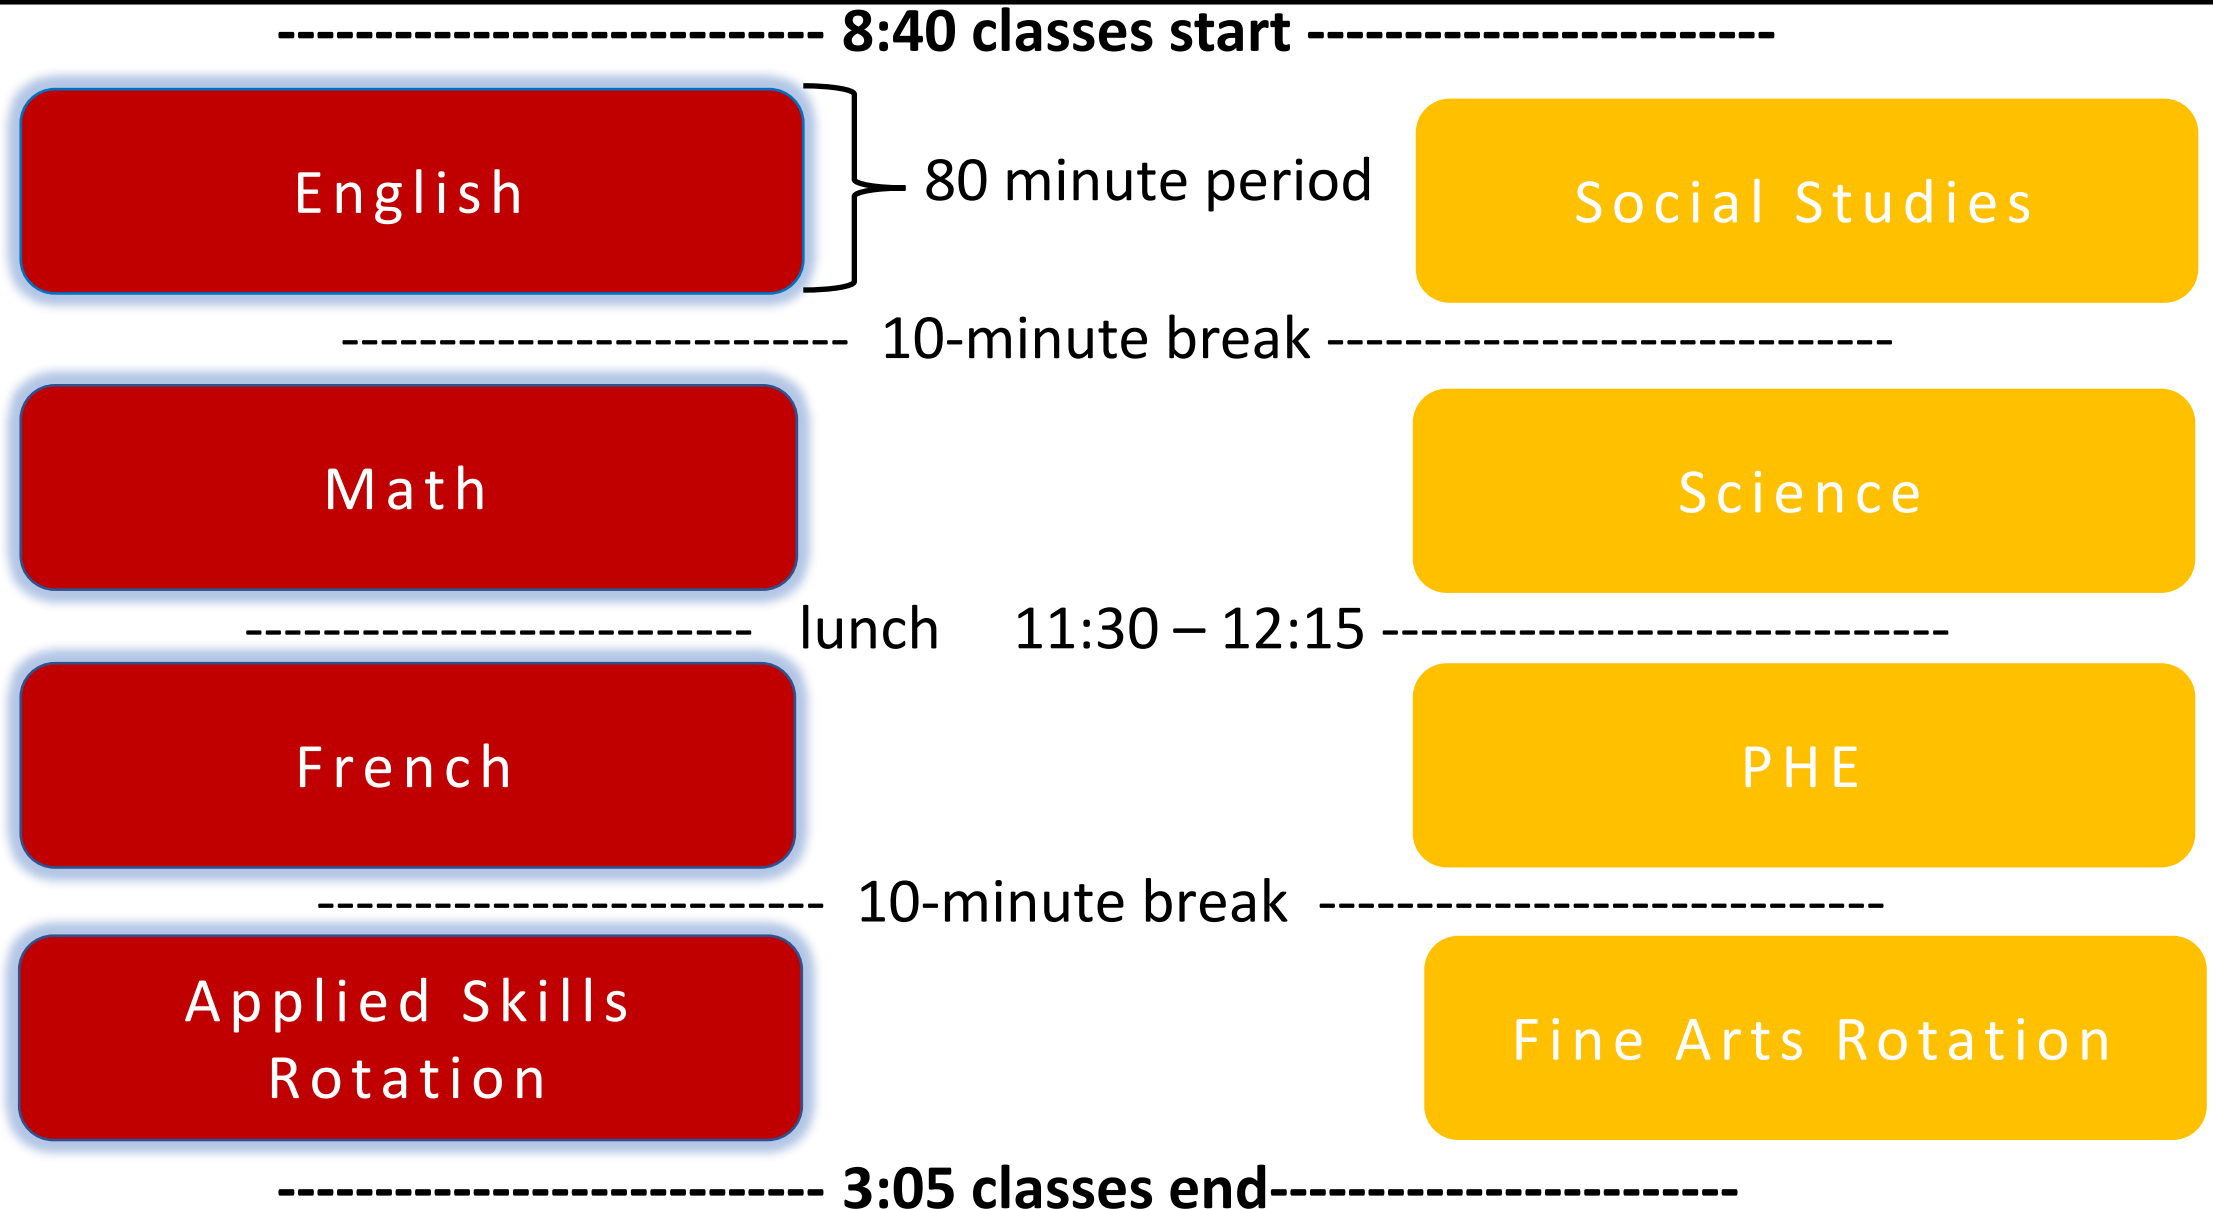 8:40 classes start
English
80 minute period
Social Studies
10-minute break
Math
Science
lunch 11:30 – 12:15
French
PHE
10-minute break
Applied Skills
Rotation
Fine Arts Rotation
3:05 classes end